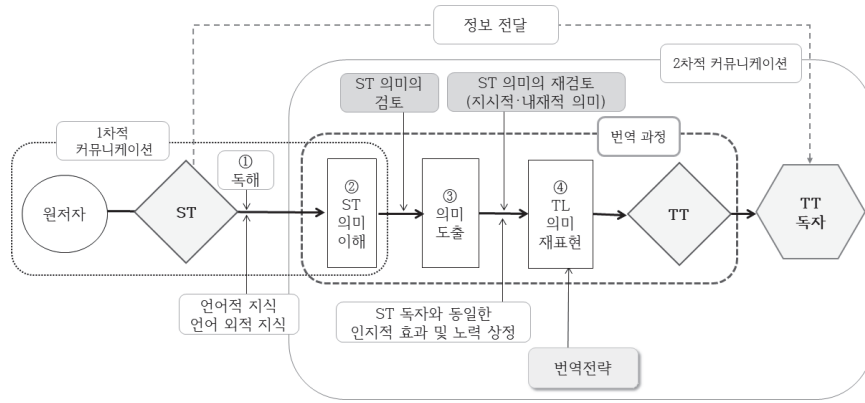 정보 전달
2차적 커뮤니케이션
ST 의미의
검토
ST 의미의 재검토
(지시적·내재적 의미)
1차적
커뮤니케이션
번역 과정
①
독해
원저자
ST
②
ST
의미
이해
③
의미
도출
④
TL
의미
재표현
TT
TT
독자
언어적 지식
언어 외적 지식
ST 독자와 동일한
인지적 효과 및 노력 상정
번역전략